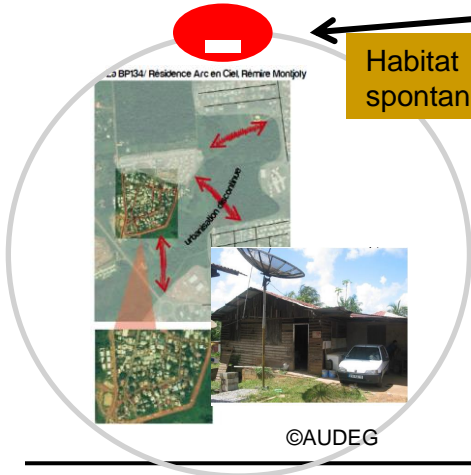 BP134/ Résidence Arc en Ciel, Rémire Montjoly
Habitat
spontan
urbanisation discontinue
©AUDEG